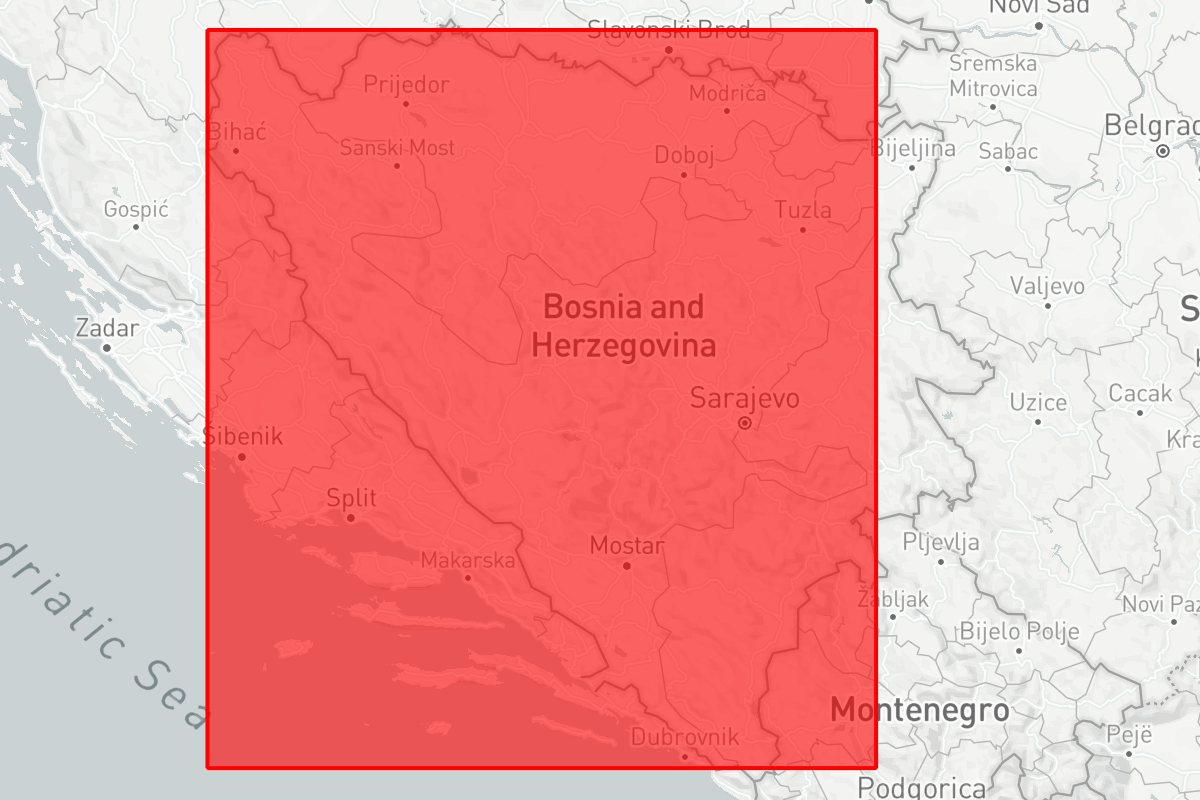 Novi Sad
Slavonski Brod
Sremska
Mitrovica
Prijedor
Modriča
Belgrad
Bihać
Sanski Most
Doboj
Bijeljina
Sabac
Gospić
Tuzla
Valjevo
Bosnia and
Herzegovina
S
Zadar
K
Sarajevo
Uzice
Cacak
Šibenik
Kra
Split
Mostar
Pljevlja
Makarska
driatic Sea
Žabljak
Novi Paz
Bijelo Polje
Montenegro
Dubrovnik
Pejë
Podgorica